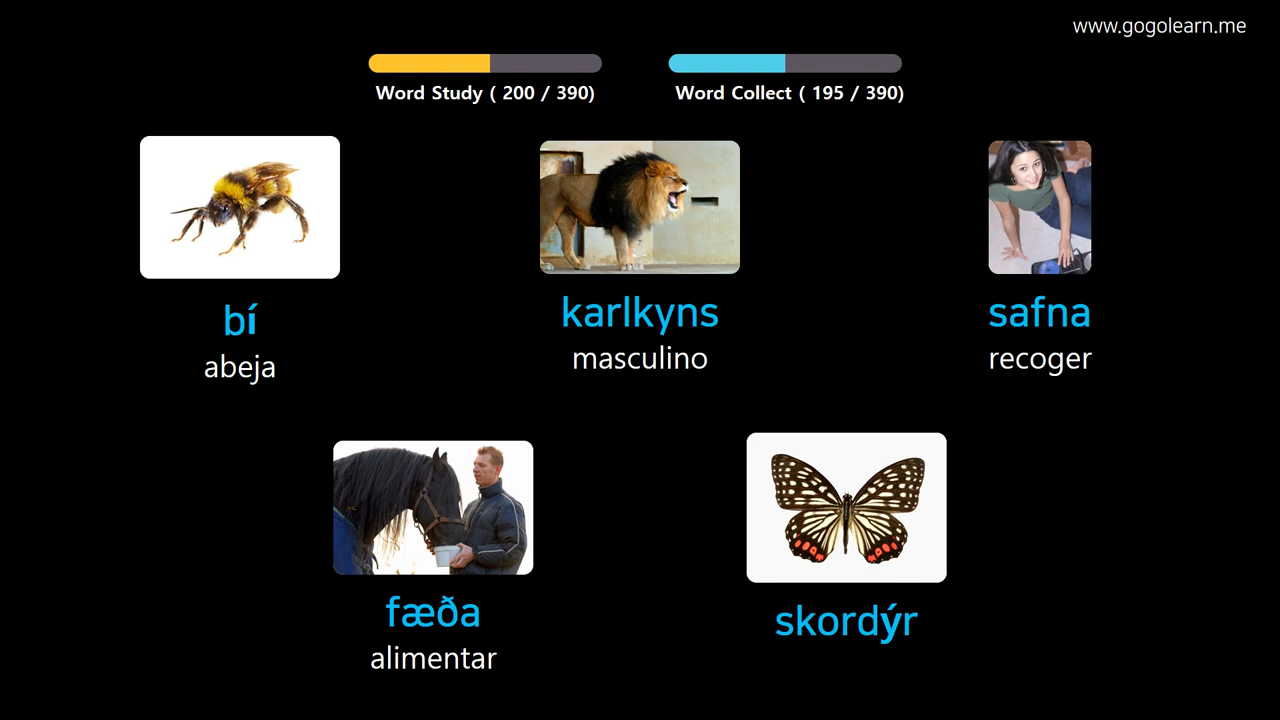 www.gogolearn.me
Word Study ( 200 / 390)
Word Collect ( 195 / 390)
bí
abeja
karlkyns
masculino
safna
recoger
fæða
alimentar
skordýr